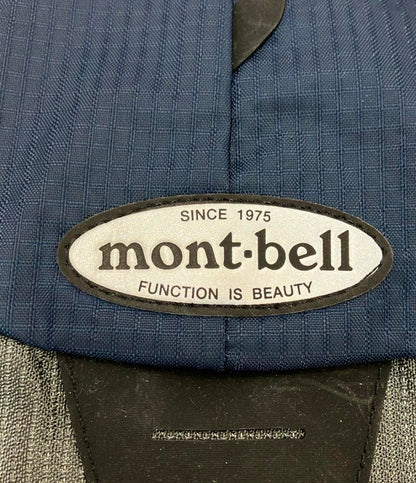 SINCE 1975
mont-bell
FUNCTION IS BEAUTY